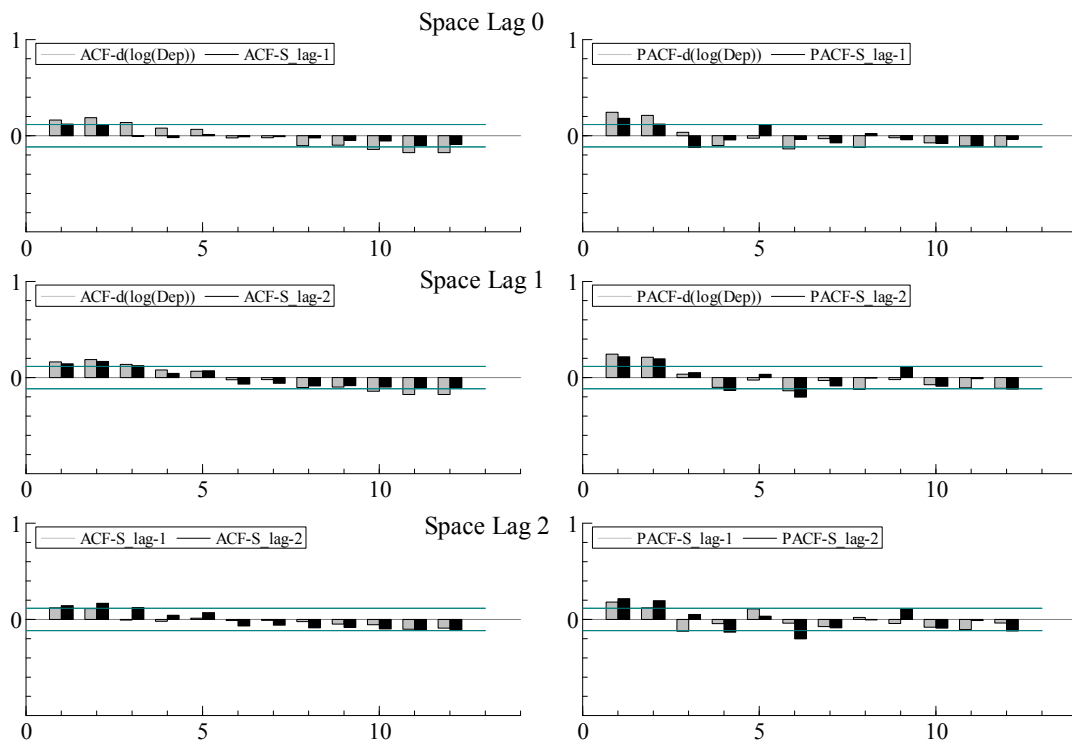 Space Lag 0
1
ACF-d(log(Dep)) ACF-S_lag-1
0
0 5 10
1
PACF-d(log(Dep)) PACF-S_lag-1
0
0 5 10
Space Lag 1
1
ACF-d(log(Dep)) ACF-S_lag-2
0
0 5 10
1
PACF-d(log(Dep)) PACF-S_lag-2
0
0 5 10
Space Lag 2
1
ACF-S_lag-1 ACF-S_lag-2
0
0 5 10
1
PACF-S_lag-1 PACF-S_lag-2
0
0 5 10